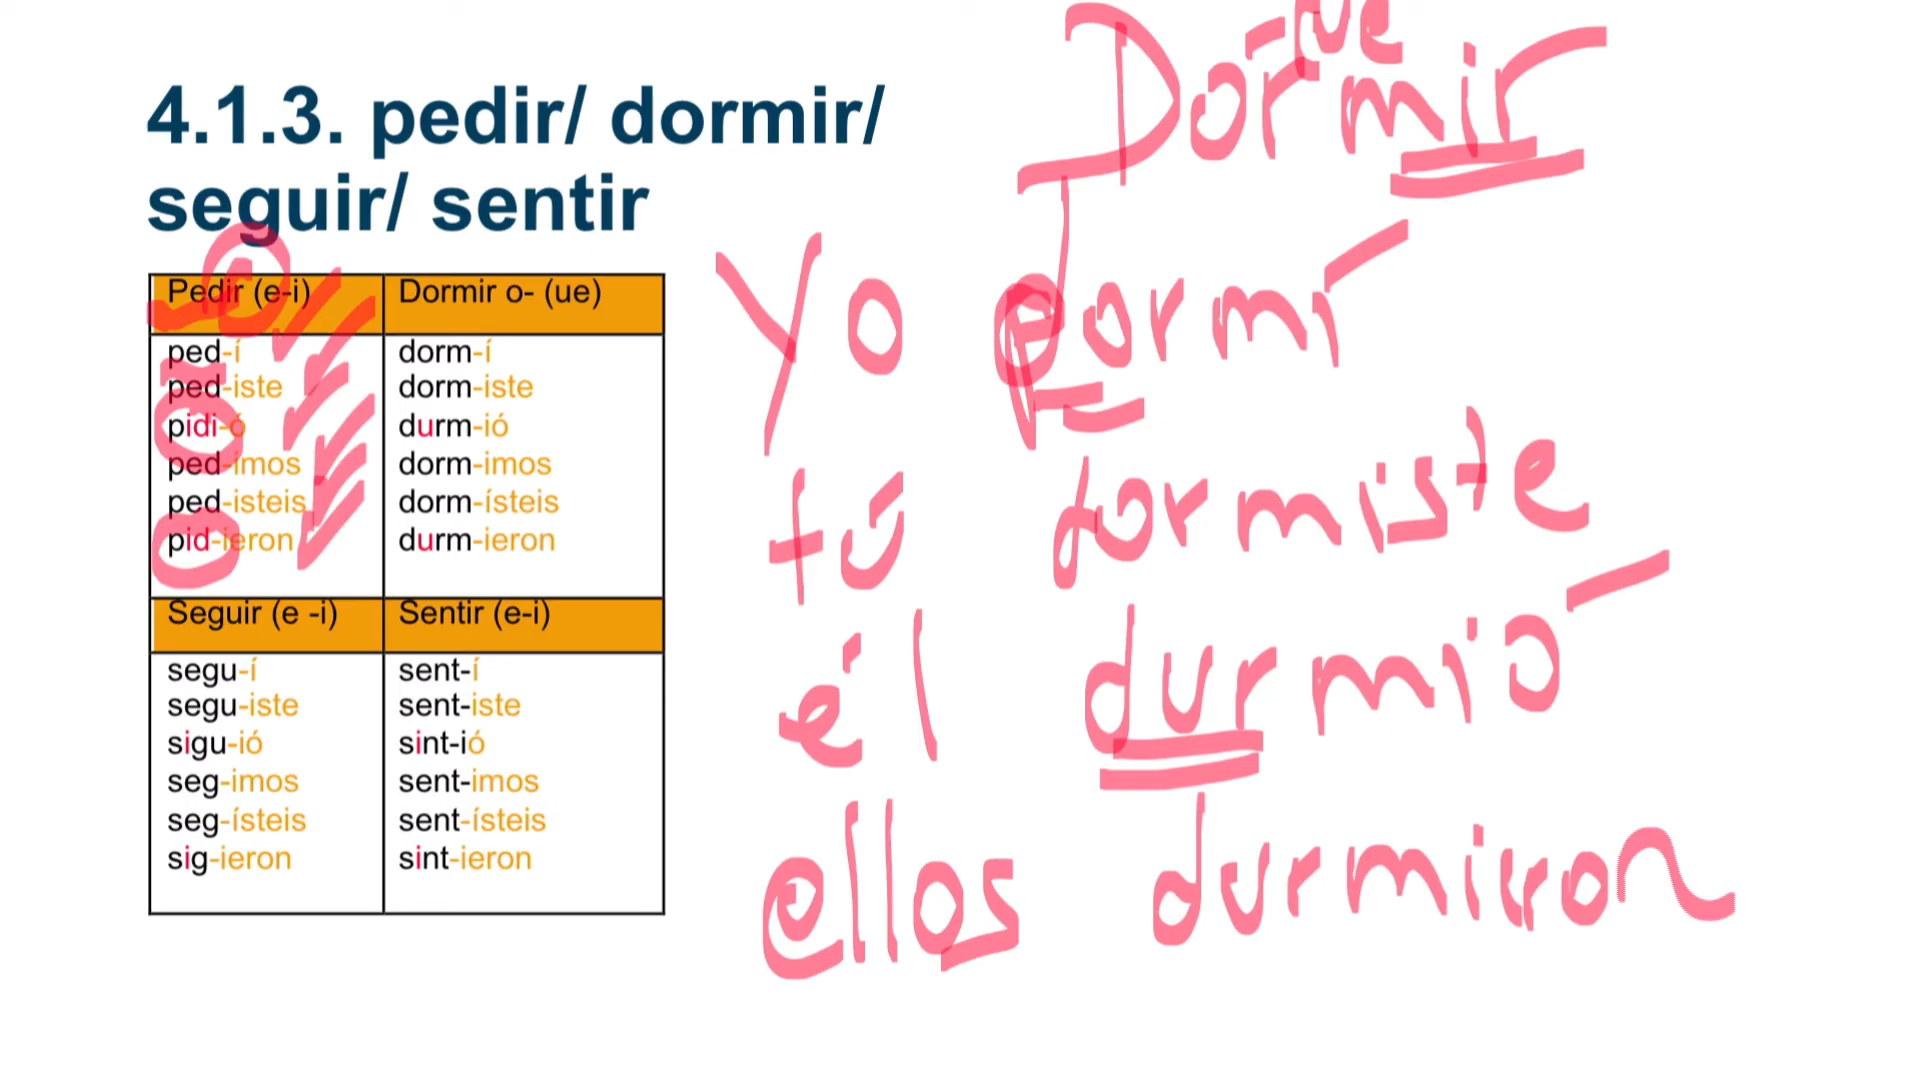 4.1.3. pedir/ dormir/
seguir/ sentir
Pedir (e-i)
ped-í
ped-iste
pidi-ó
ped-imos
ped-isteis
pid-ieron
Dormir o- (ue)
dorm-í
dorm-iste
durm-ió
dorm-imos
dorm-ísteis
durm-ieron
Seguir (e -i)
segu-í
segu-iste
sigu-ió
seg-imos
seg-ísteis
sig-ieron
Sentir (e-i)
sent-í
sent-iste
sint-ió
sent-imos
sent-ísteis
sint-ieron
ue
Dormir
Yo dormí
tú dormiste
él durmió
ellos durmieron